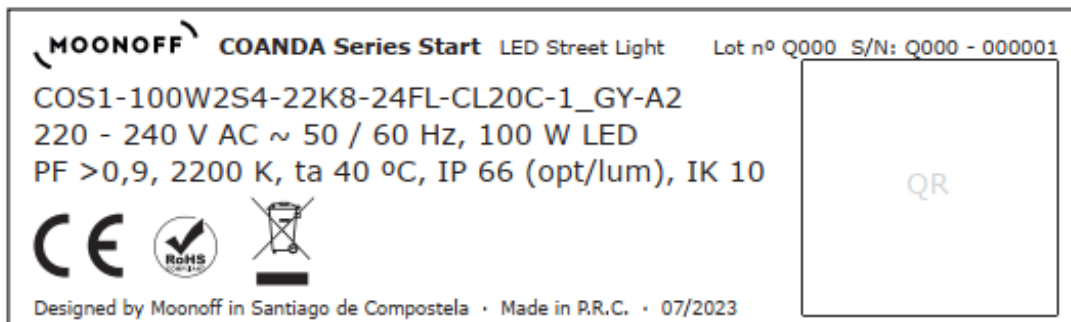 MOONOFF COANDA Series Start LED Street Light Lot nº Q000 S/N: Q000 - 000001
COS1-100W2S4-22K8-24FL-CL20C-1_GY-A2
220 - 240 V AC ~ 50 / 60 Hz, 100 W LED
PF >0,9, 2200 K, ta 40 ºC, IP 66 (opt/lum), IK 10
QR
CE
RoHS
COMPLIANT
Designed by Moonoff in Santiago de Compostela · Made in P.R.C. · 07/2023